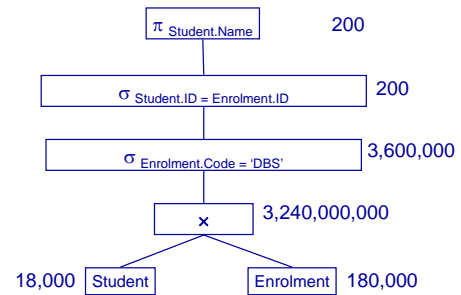 π Student.Name 200
σ Student.ID = Enrolment.ID 200
σ Enrolment.Code = ‘DBS’ 3,600,000
× 3,240,000,000
18,000 Student Enrolment 180,000